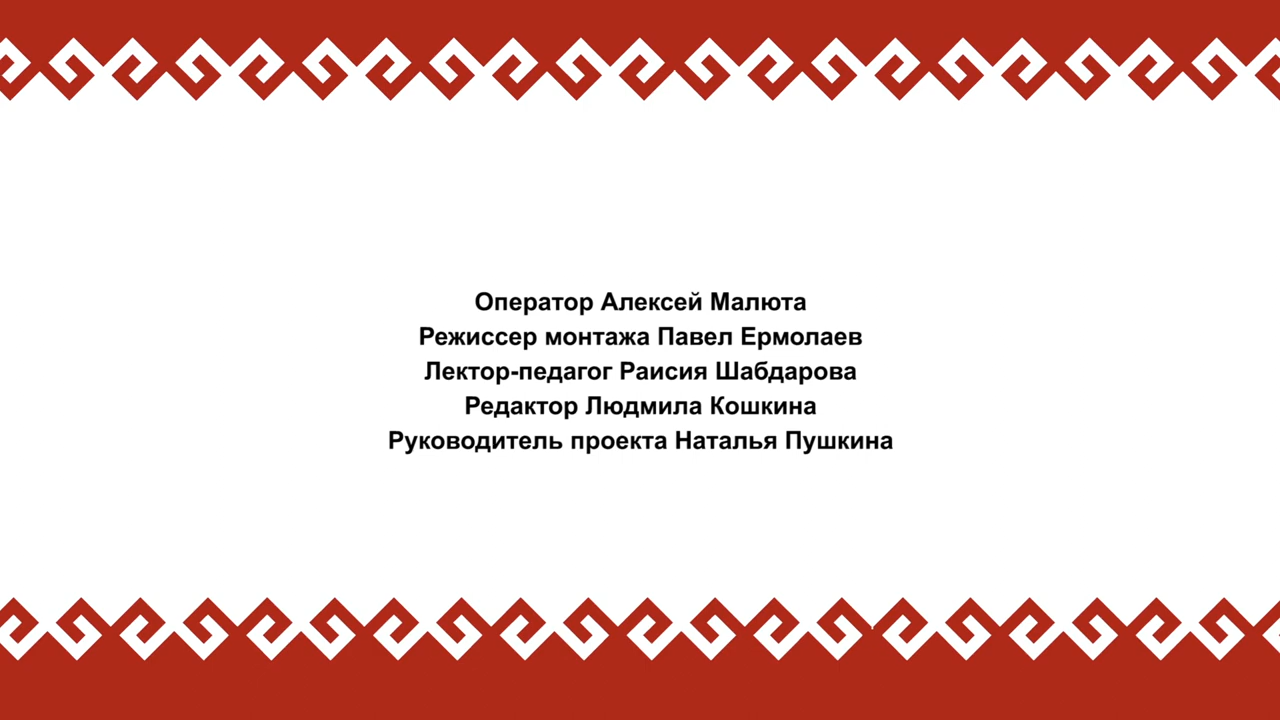 Оператор Алексей Малюта
Режиссер монтажа Павел Ермолаев
Лектор-педагог Раисия Шабдарова
Редактор Людмила Кошкина
Руководитель проекта Наталья Пушкина